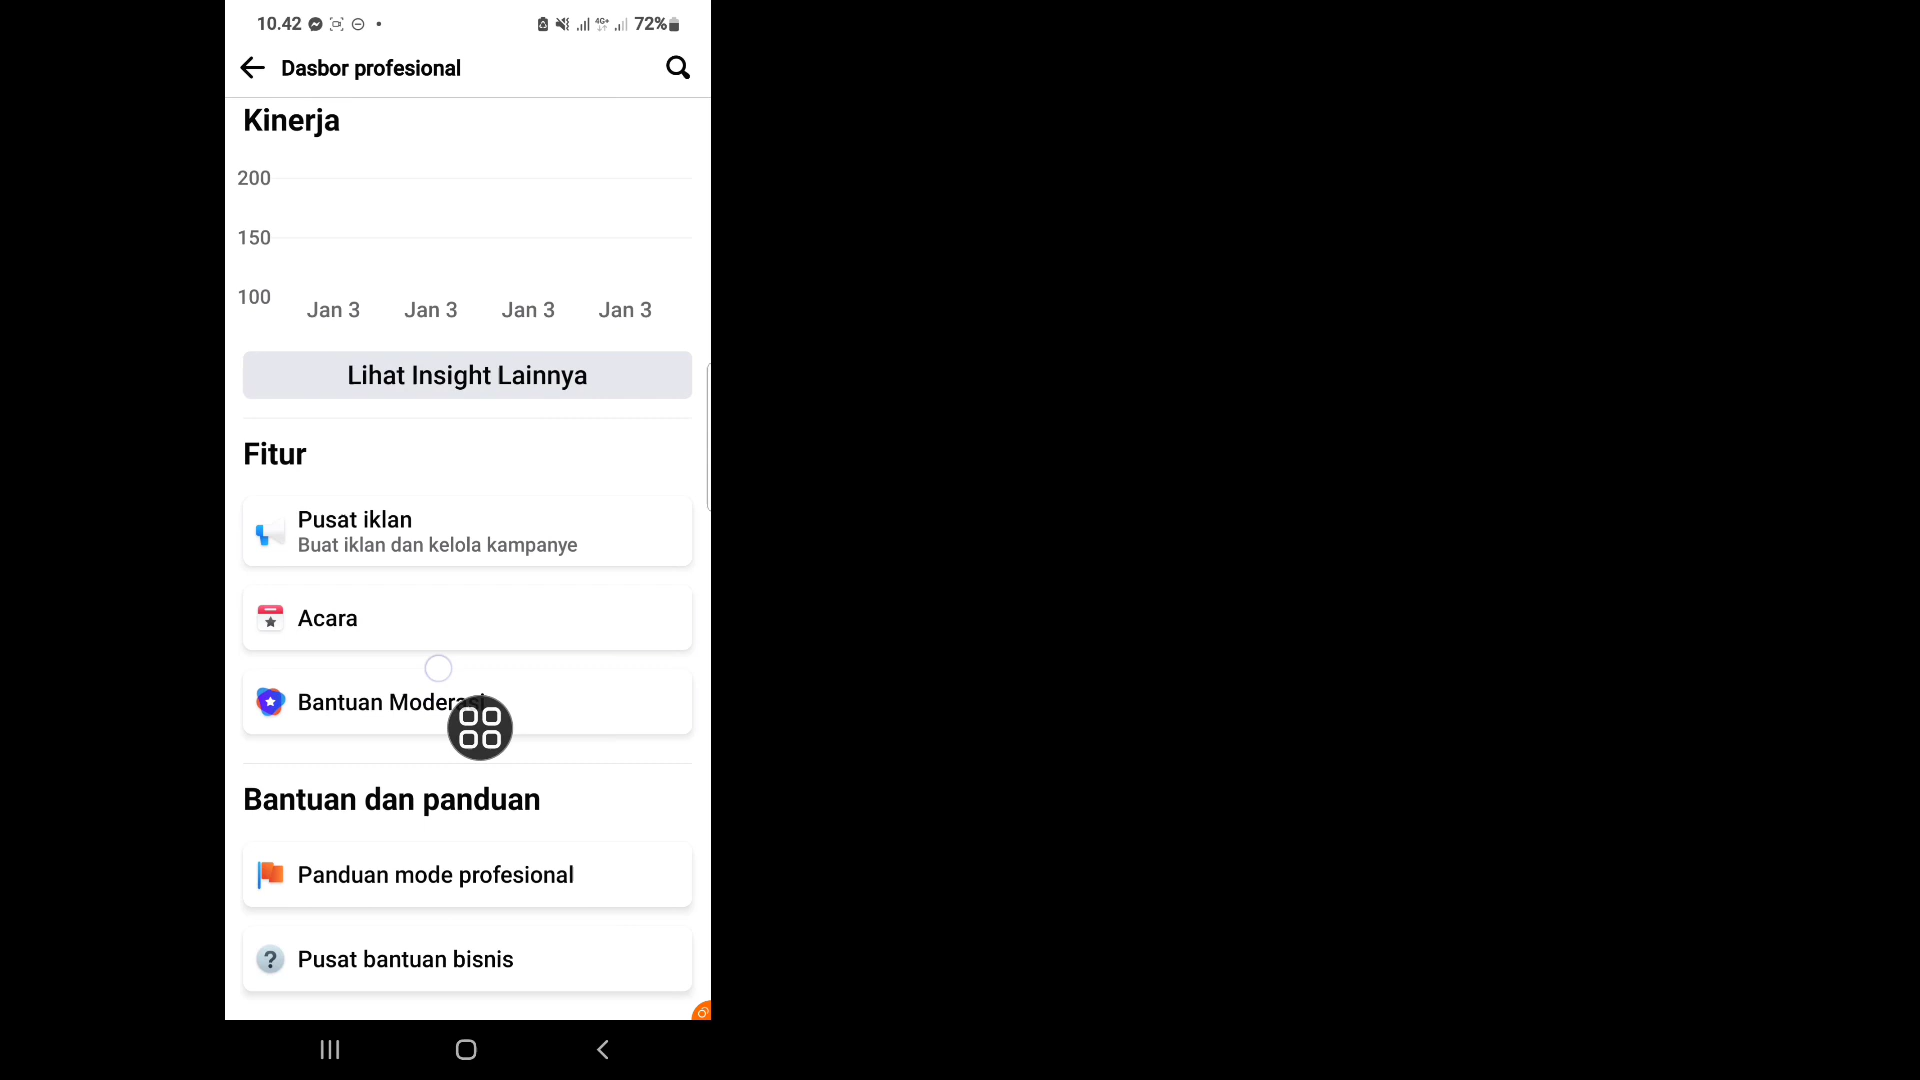 10.42 4G+ 72%
Dasbor profesional
Kinerja
200
150
100
Jan 3 Jan 3 Jan 3 Jan 3
Lihat Insight Lainnya
Fitur
Pusat iklan
Buat iklan dan kelola kampanye
Acara
Bantuan Moderasi
Bantuan dan panduan
Panduan mode profesional
? Pusat bantuan bisnis